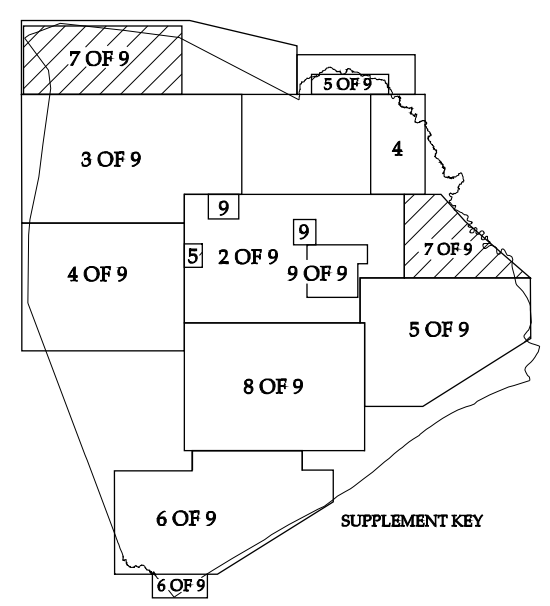 7 OF 9
5 OF 9
3 OF 9
4
9
9
7 OF 9
5
2 OF 9
4 OF 9
9 OF 9
5 OF 9
8 OF 9
6 OF 9
SUPPLEMENT KEY
6 OF 9